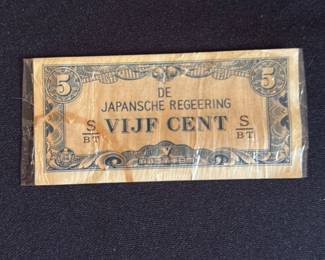 5 DE 5
JAPANSCHE REGEERING
S/BT VIJF CENT S/BT